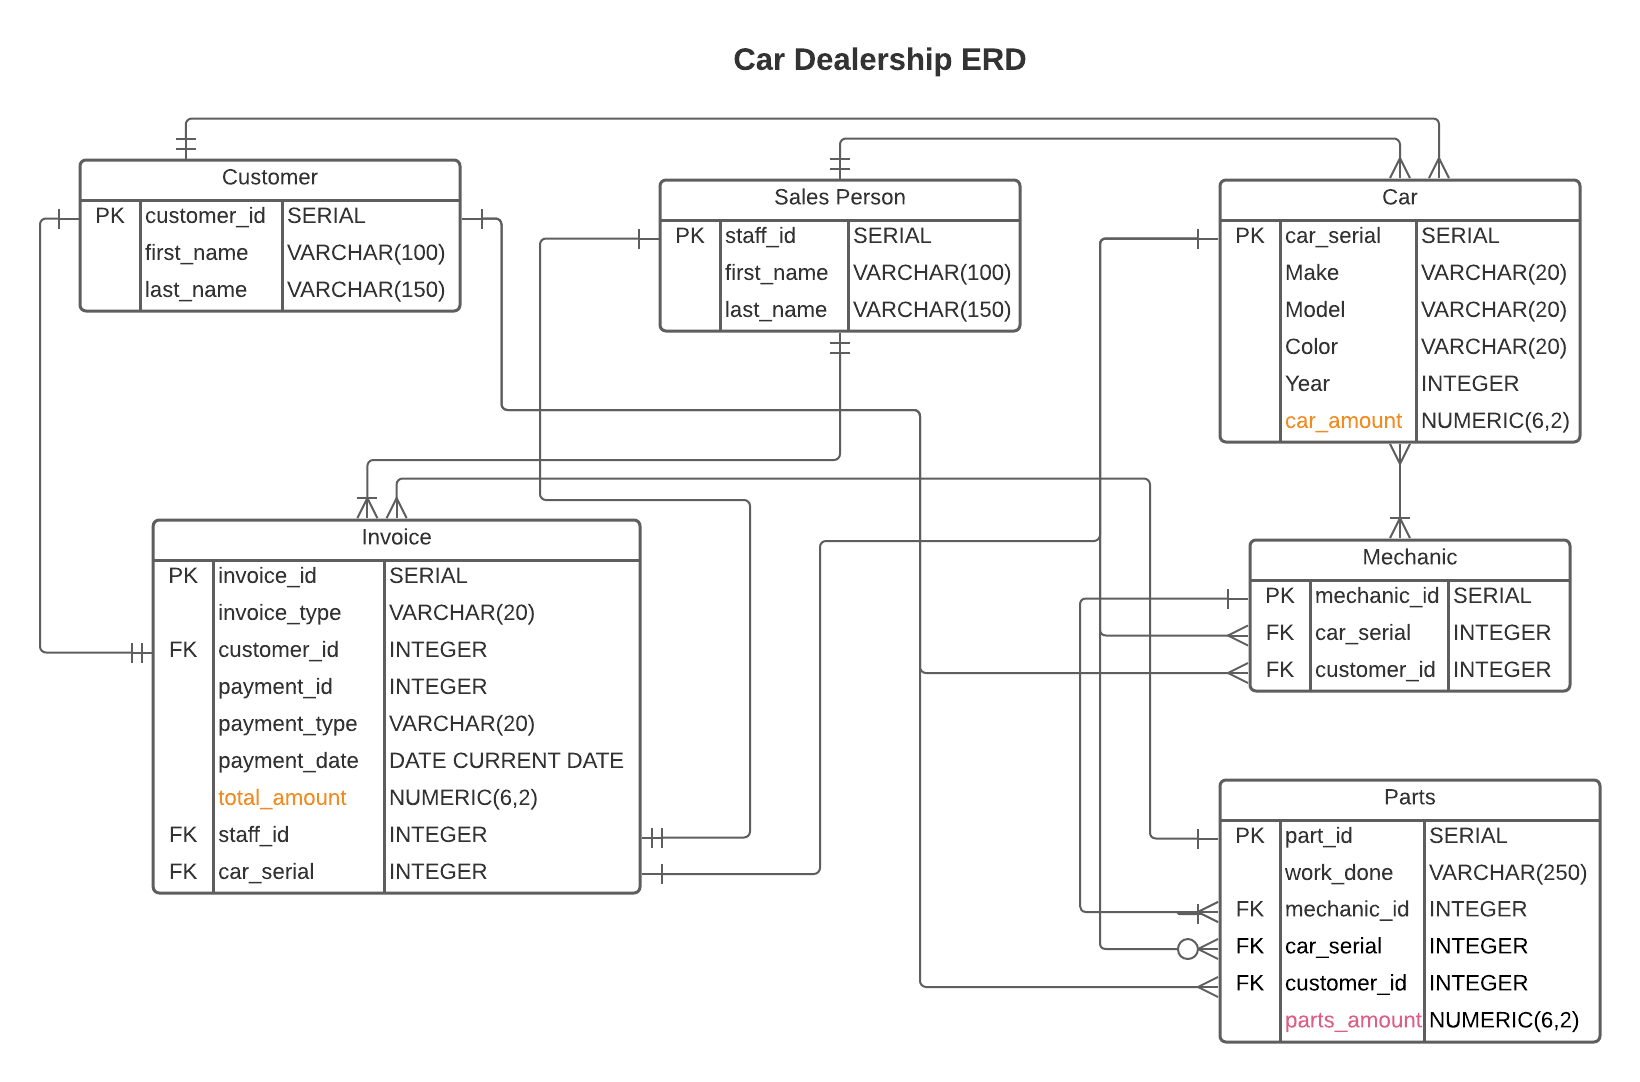 Car Dealership ERD
Customer
PK customer_id SERIAL
first_name VARCHAR(100)
last_name VARCHAR(150)
Sales Person
PK staff_id SERIAL
first_name VARCHAR(100)
last_name VARCHAR(150)
Car
PK car_serial SERIAL
Make VARCHAR(20)
Model VARCHAR(20)
Color VARCHAR(20)
Year INTEGER
car_amount NUMERIC(6,2)
Invoice
PK invoice_id SERIAL
invoice_type VARCHAR(20)
FK customer_id INTEGER
payment_id INTEGER
payment_type VARCHAR(20)
payment_date DATE CURRENT DATE
total_amount NUMERIC(6,2)
FK staff_id INTEGER
FK car_serial INTEGER
Mechanic
PK mechanic_id SERIAL
FK car_serial INTEGER
FK customer_id INTEGER
Parts
PK part_id SERIAL
work_done VARCHAR(250)
FK mechanic_id INTEGER
FK car_serial INTEGER
FK customer_id INTEGER
parts_amount NUMERIC(6,2)